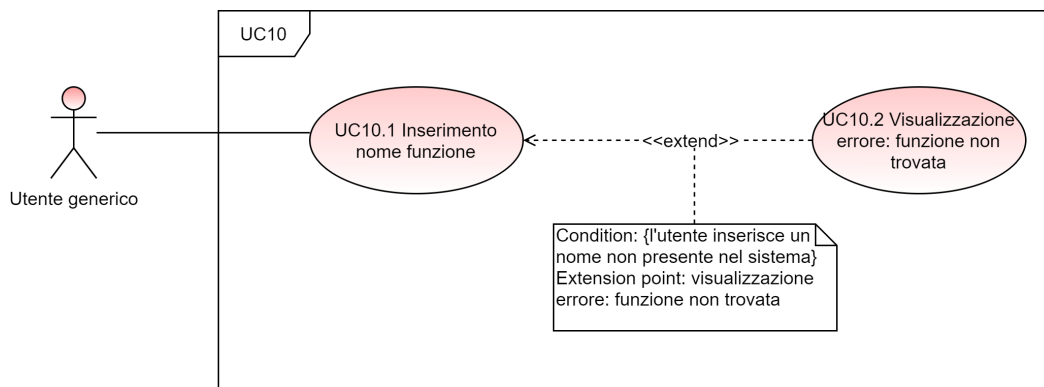 UC10
UC10.1 Inserimento
nome funzione
<<extend>>
UC10.2 Visualizzazione
errore: funzione non
trovata
Utente generico
Condition: {l'utente inserisce un
nome non presente nel sistema}
Extension point: visualizzazione
errore: funzione non trovata